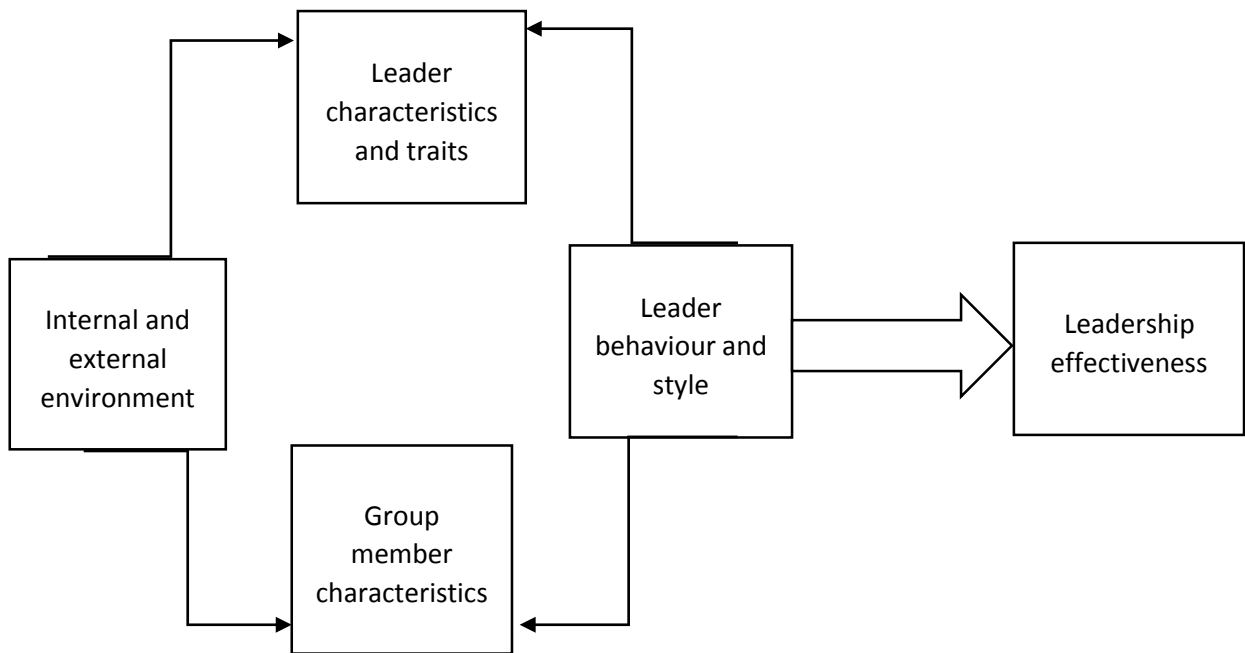 Leader
characteristics
and traits
Internal and
external
environment
Leader
behaviour and
style
Leadership
effectiveness
Group
member
characteristics